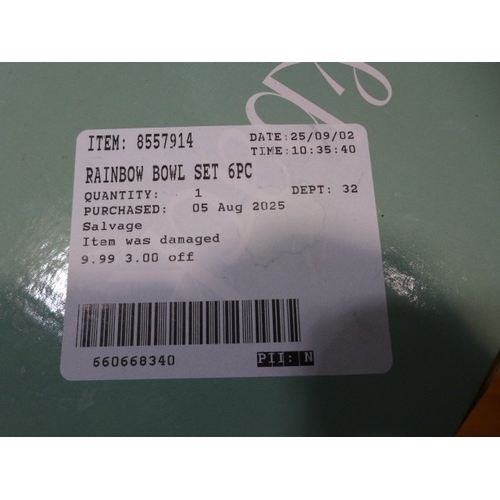 ITEM: 8557914 DATE:25/09/02
TIME:10:35:40
RAINBOW BOWL SET 6PC
QUANTITY: 1 DEPT: 32
PURCHASED: 05 Aug 2025
Salvage
Item was damaged
9.99 3.00 off
660668340 PII: N